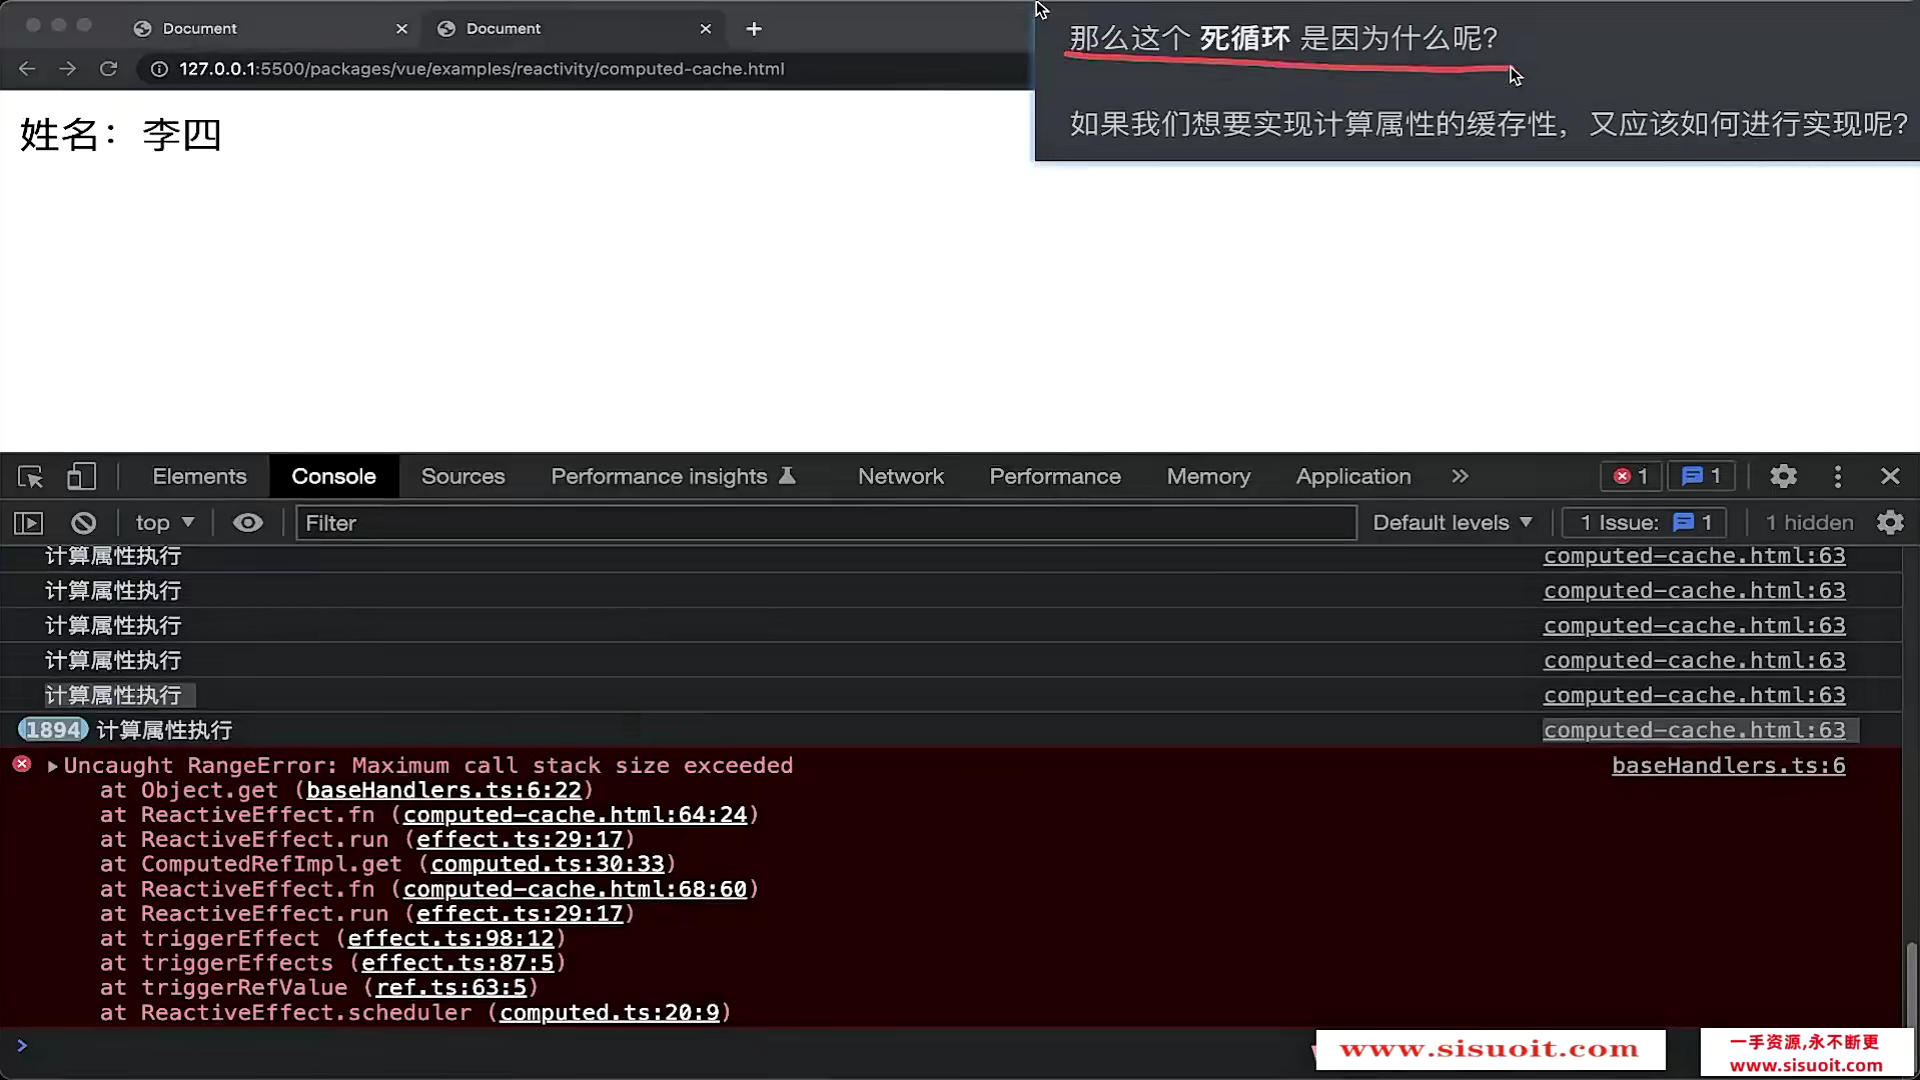 Document
Document
127.0.0.1:5500/packages/vue/examples/reactivity/computed-cache.html
那么这个 死循环 是因为什么呢?
如果我们想要实现计算属性的缓存性，又应该如何进行实现呢?
姓名：李四
Elements Console Sources Performance insights Network Performance Memory Application 1 1
top Filter Default levels 1 Issue: 1 1 hidden
计算属性执行 computed-cache.html:63
计算属性执行 computed-cache.html:63
计算属性执行 computed-cache.html:63
计算属性执行 computed-cache.html:63
计算属性执行 computed-cache.html:63
1894 计算属性执行 computed-cache.html:63
Uncaught RangeError: Maximum call stack size exceeded baseHandlers.ts:6
at Object.get (baseHandlers.ts:6:22)
at ReactiveEffect.fn (computed-cache.html:64:24)
at ReactiveEffect.run (effect.ts:29:17)
at ComputedRefImpl.get (computed.ts:30:33)
at ReactiveEffect.fn (computed-cache.html:68:60)
at ReactiveEffect.run (effect.ts:29:17)
at triggerEffect (effect.ts:98:12)
at triggerEffects (effect.ts:87:5)
at triggerRefValue (ref.ts:63:5)
at ReactiveEffect.scheduler (computed.ts:20:9)
>
www.sisuoit.com
一手资源,永不断更
www.sisuoit.com